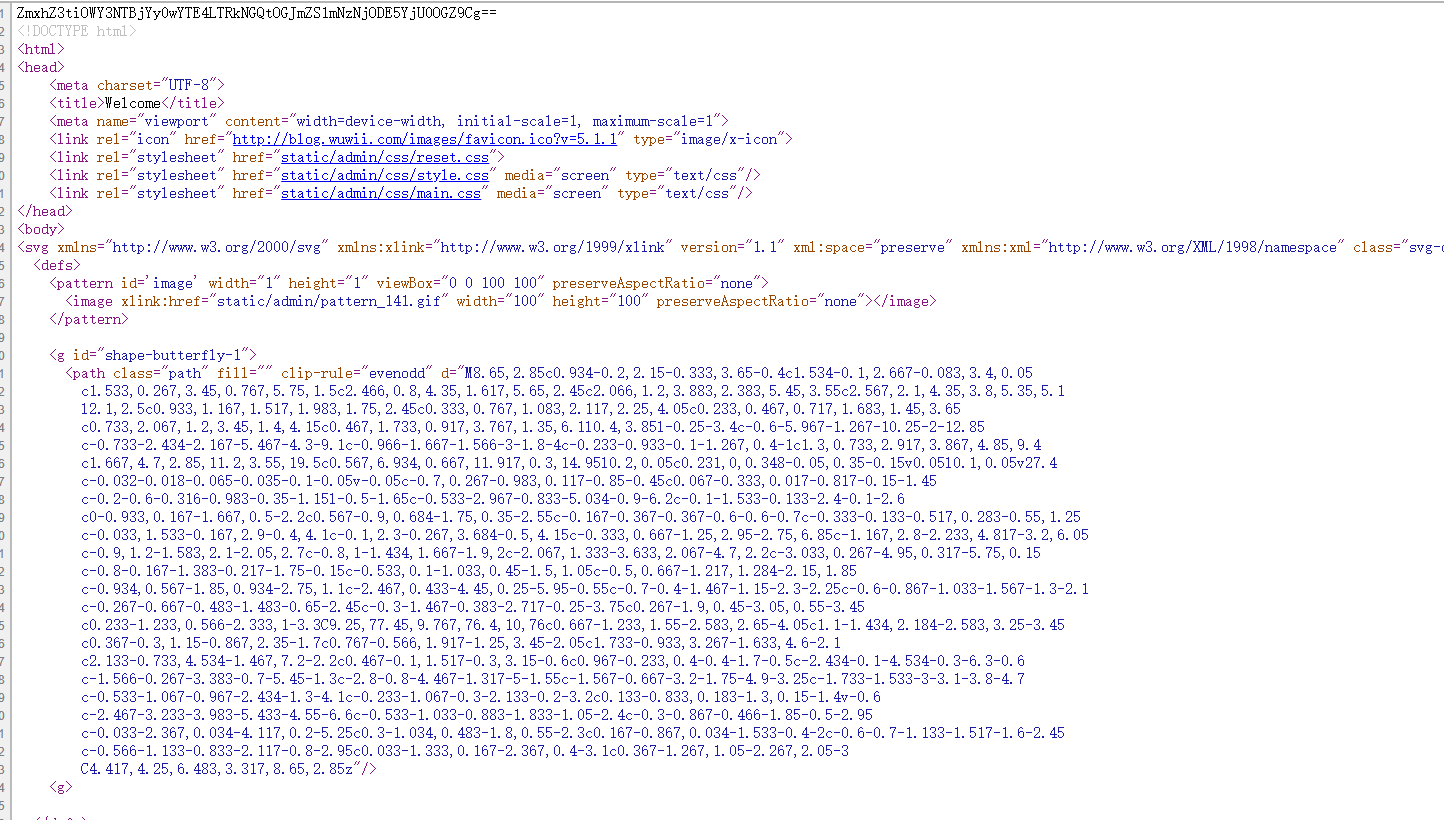 1 ZmxhZ3tiOWY3NTBjYy0wYTE4LTRkNGQtOGJmZS1mNzNjODE5YjU0OGZ9Cg==
2 <!DOCTYPE html>
3 <html>
4 <head>
5 <meta charset="UTF-8">
6 <title>Welcome</title>
7 <meta name="viewport" content="width=device-width, initial-scale=1, maximum-scale=1">
8 <link rel="icon" href="http://blog.wuwii.com/images/favicon.ico?v=5.1.1" type="image/x-icon">
9 <link rel="stylesheet" href="static/admin/css/reset.css">
0 <link rel="stylesheet" href="static/admin/css/style.css" media="screen" type="text/css"/>
1 <link rel="stylesheet" href="static/admin/css/main.css" media="screen" type="text/css"/>
2 </head>
3 <body>
4 <svg xmlns="http://www.w3.org/2000/svg" xmlns:xlink="http://www.w3.org/1999/xlink" version="1.1" xml:space="preserve" xmlns:xml="http://www.w3.org/XML/1998/namespace" class="svg-
5 <defs>
6 <pattern id='image' width="1" height="1" viewBox="0 0 100 100" preserveAspectRatio="none">
7 <image xlink:href="static/admin/pattern_141.gif" width="100" height="100" preserveAspectRatio="none"></image>
8 </pattern>
9
0 <g id="shape-butterfly-1">
1 <path class="path" fill="" clip-rule="evenodd" d="M8.65,2.85c0.934-0.2,2.15-0.333,3.65-0.4c1.534-0.1,2.667-0.083,3.4,0.05
2 c1.533,0.267,3.45,0.767,5.75,1.5c2.466,0.8,4.35,1.617,5.65,2.45c2.066,1.2,3.883,2.383,5.45,3.55c2.567,2.1,4.35,3.8,5.35,5.1
3 l2.1,2.5c0.933,1.167,1.517,1.983,1.75,2.45c0.333,0.767,1.083,2.117,2.25,4.05c0.233,0.467,0.717,1.683,1.45,3.65
4 c0.733,2.067,1.2,3.45,1.4,4.15c0.467,1.733,0.917,3.767,1.35,6.1l0.4,3.85l-0.25-3.4c-0.6-5.967-1.267-10.25-2-12.85
5 c-0.733-2.434-2.167-5.467-4.3-9.1c-0.966-1.667-1.566-3-1.8-4c-0.233-0.933-0.1-1.267,0.4-1c1.3,0.733,2.917,3.867,4.85,9.4
6 c1.667,4.7,2.85,11.2,3.55,19.5c0.567,6.934,0.667,11.917,0.3,14.95l0.2,0.05c0.231,0,0.348-0.05,0.35-0.15v0.05l0.1,0.05v27.4
7 c-0.032-0.018-0.065-0.035-0.1-0.05v-0.05c-0.7,0.267-0.983,0.117-0.85-0.45c0.067-0.333,0.017-0.817-0.15-1.45
8 c-0.2-0.6-0.316-0.983-0.35-1.15l-0.5-1.65c-0.533-2.967-0.833-5.034-0.9-6.2c-0.1-1.533-0.133-2.4-0.1-2.6
9 c0-0.933,0.167-1.667,0.5-2.2c0.567-0.9,0.684-1.75,0.35-2.55c-0.167-0.367-0.367-0.6-0.6-0.7c-0.333-0.133-0.517,0.283-0.55,1.25
0 c-0.033,1.533-0.167,2.9-0.4,4.1c-0.1,2.3-0.267,3.684-0.5,4.15c-0.333,0.667-1.25,2.95-2.75,6.85c-1.167,2.8-2.233,4.817-3.2,6.05
1 c-0.9,1.2-1.583,2.1-2.05,2.7c-0.8,1-1.434,1.667-1.9,2c-2.067,1.333-3.633,2.067-4.7,2.2c-3.033,0.267-4.95,0.317-5.75,0.15
2 c-0.8-0.167-1.383-0.217-1.75-0.15c-0.533,0.1-1.033,0.45-1.5,1.05c-0.5,0.667-1.217,1.284-2.15,1.85
3 c-0.934,0.567-1.85,0.934-2.75,1.1c-2.467,0.433-4.45,0.25-5.95-0.55c-0.7-0.4-1.467-1.15-2.3-2.25c-0.6-0.867-1.033-1.567-1.3-2.1
4 c-0.267-0.667-0.483-1.483-0.65-2.45c-0.3-1.467-0.383-2.717-0.25-3.75c0.267-1.9,0.45-3.05,0.55-3.45
5 c0.233-1.233,0.566-2.333,1-3.3C9.25,77.45,9.767,76.4,10,76c0.667-1.233,1.55-2.583,2.65-4.05c1.1-1.434,2.184-2.583,3.25-3.45
6 c0.367-0.3,1.15-0.867,2.35-1.7c0.767-0.566,1.917-1.25,3.45-2.05c1.733-0.933,3.267-1.633,4.6-2.1
7 c2.133-0.733,4.534-1.467,7.2-2.2c0.467-0.1,1.517-0.3,3.15-0.6c0.967-0.233,0.4-0.4-1.7-0.5c-2.434-0.1-4.534-0.3-6.3-0.6
8 c-1.566-0.267-3.383-0.7-5.45-1.3c-2.8-0.8-4.467-1.317-5-1.55c-1.567-0.667-3.2-1.75-4.9-3.25c-1.733-1.533-3-3.1-3.8-4.7
9 c-0.533-1.067-0.967-2.434-1.3-4.1c-0.233-1.067-0.3-2.133-0.2-3.2c0.133-0.833,0.183-1.3,0.15-1.4v-0.6
0 c-2.467-3.233-3.983-5.433-4.55-6.6c-0.533-1.033-0.883-1.833-1.05-2.4c-0.3-0.867-0.466-1.85-0.5-2.95
1 c-0.033-2.367,0.034-4.117,0.2-5.25c0.3-1.034,0.483-1.8,0.55-2.3c0.167-0.867,0.034-1.533-0.4-2c-0.6-0.7-1.133-1.517-1.6-2.45
2 c-0.566-1.133-0.833-2.117-0.8-2.95c0.033-1.333,0.167-2.367,0.4-3.1c0.367-1.267,1.05-2.267,2.05-3
3 C4.417,4.25,6.483,3.317,8.65,2.85z"/>
4 <g>
5